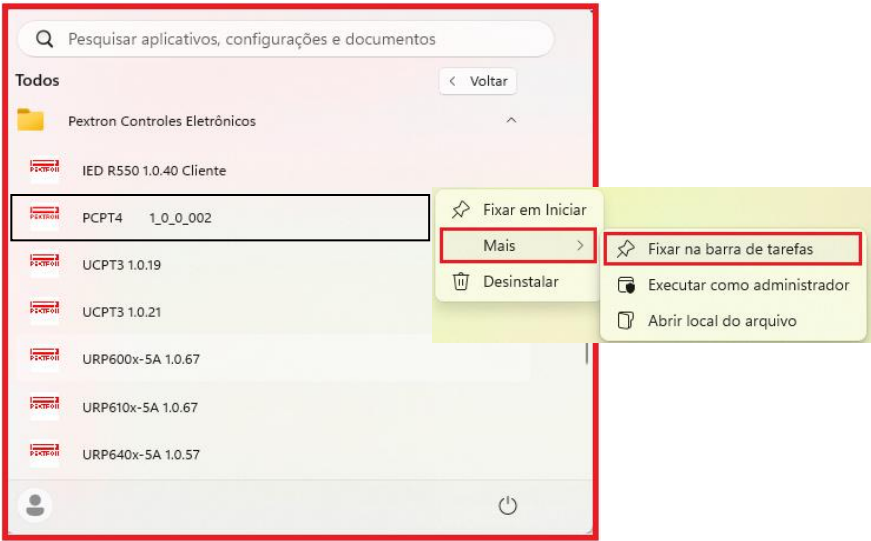 Pesquisar aplicativos, configurações e documentos
Todos
Voltar
Pextron Controles Eletrônicos
IED R550 1.0.40 Cliente
PCPT4 1_0_0_002
UCPT3 1.0.19
UCPT3 1.0.21
URP600x-5A 1.0.67
URP610x-5A 1.0.67
URP640x-5A 1.0.57
Fixar em Iniciar
Mais
Desinstalar
Fixar na barra de tarefas
Executar como administrador
Abrir local do arquivo